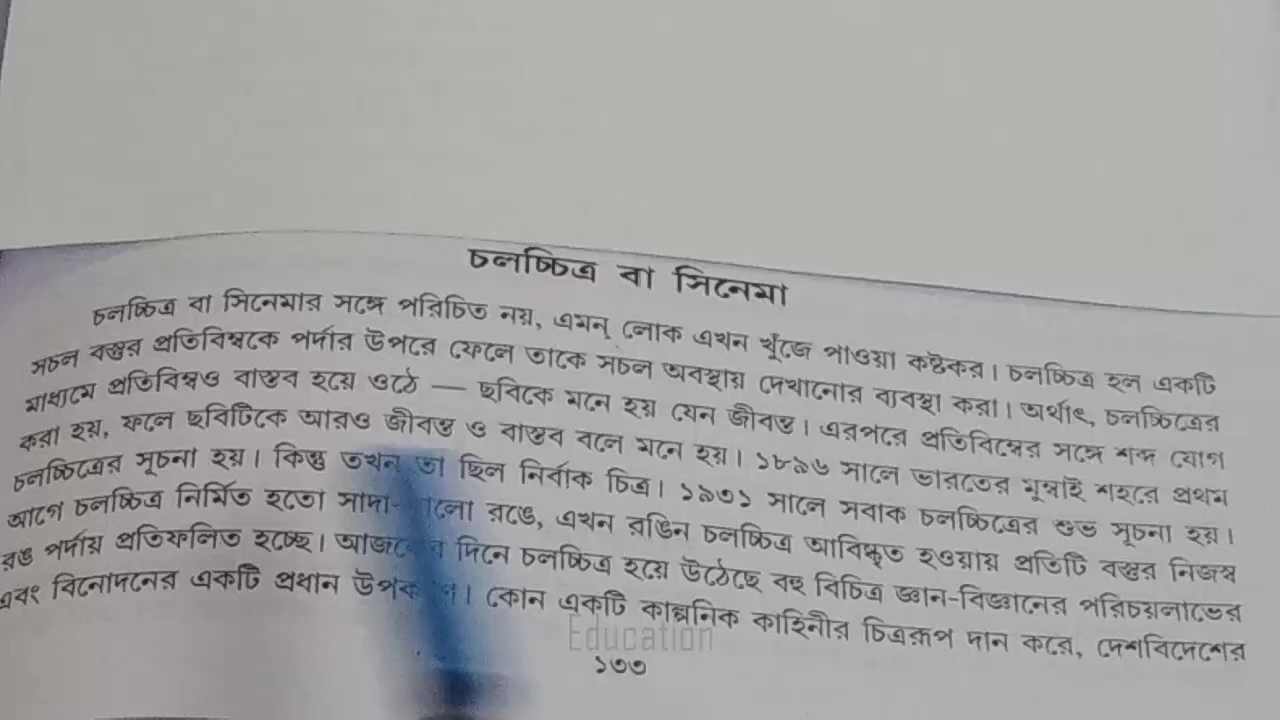 চলচ্চিত্র বা সিনেমা
চলচ্চিত্র বা সিনেমার সঙ্গে পরিচিত নয়, এমন্ লোক এখন খুঁজে পাওয়া কষ্টকর। চলচ্চিত্র হল একটি
সচল বস্তুর প্রতিবিম্বকে পর্দার উপরে ফেলে তাকে সচল অবস্থায় দেখানোর ব্যবস্থা করা। অর্থাৎ, চলচ্চিত্রের
মাধ্যমে প্রতিবিম্বও বাস্তব হয়ে ওঠে — ছবিকে মনে হয় যেন জীবন্ত। এরপরে প্রতিবিম্বের সঙ্গে শব্দ যোগ
করা হয়, ফলে ছবিটিকে আরও জীবন্ত ও বাস্তব বলে মনে হয়। ১৮৯৬ সালে ভারতের মুম্বাই শহরে প্রথম
চলচ্চিত্রের সূচনা হয়। কিন্তু তখন তা ছিল নির্বাক চিত্র। ১৯৩১ সালে সবাক চলচ্চিত্রের শুভ সূচনা হয়।
আগে চলচ্চিত্র নির্মিত হতো সাদা- রঙে, এখন রঙিন চলচ্চিত্র আবিষ্কৃত হওয়ায় প্রতিটি বস্তুর নিজস্ব
রঙ পর্দায় প্রতিফলিত হচ্ছে। দিনে চলচ্চিত্র হয়ে উঠেছে বহু বিচিত্র জ্ঞান-বিজ্ঞানের পরিচয়লাভের
এবং বিনোদনের একটি প্রধান কোন একটি কাল্পনিক কাহিনীর চিত্ররূপ দান করে, দেশবিদেশের
Education
১৩৩